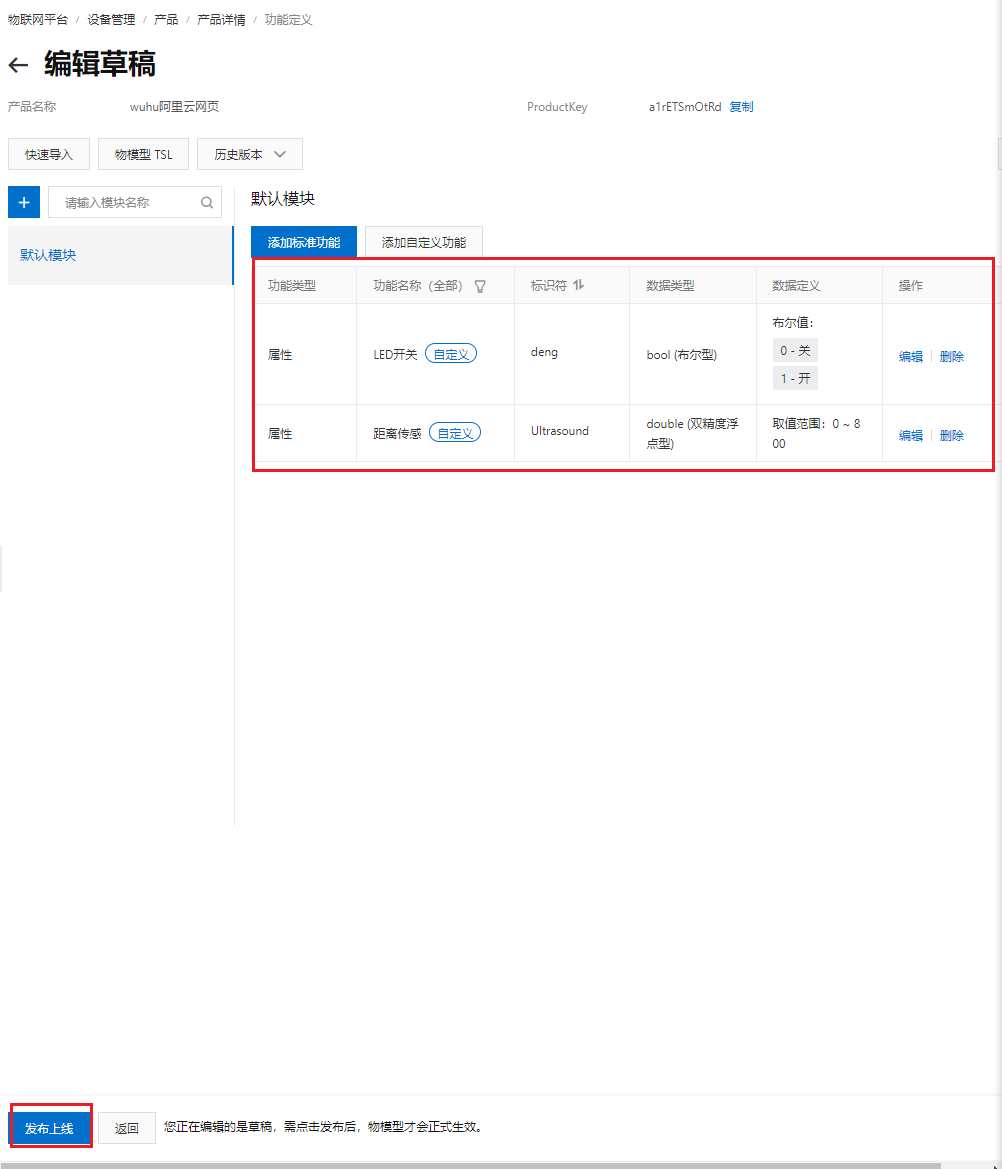 物联网平台 / 设备管理 / 产品 / 产品详情 / 功能定义
← 编辑草稿
产品名称 wuhu阿里云网页 ProductKey a1rETSmOtRd 复制
快速导入 物模型 TSL 历史版本
+ 请输入模块名称 默认模块
默认模块
添加标准功能 添加自定义功能
功能类型 功能名称（全部） 标识符 数据类型 数据定义 操作
属性 LED开关 自定义 deng bool (布尔型) 布尔值：
0 - 关
1 - 开
编辑 删除
属性 距离传感 自定义 Ultrasound double (双精度浮
点型)
取值范围：0 ~ 8
00
编辑 删除
发布上线 返回 您正在编辑的是草稿，需点击发布后，物模型才会正式生效。